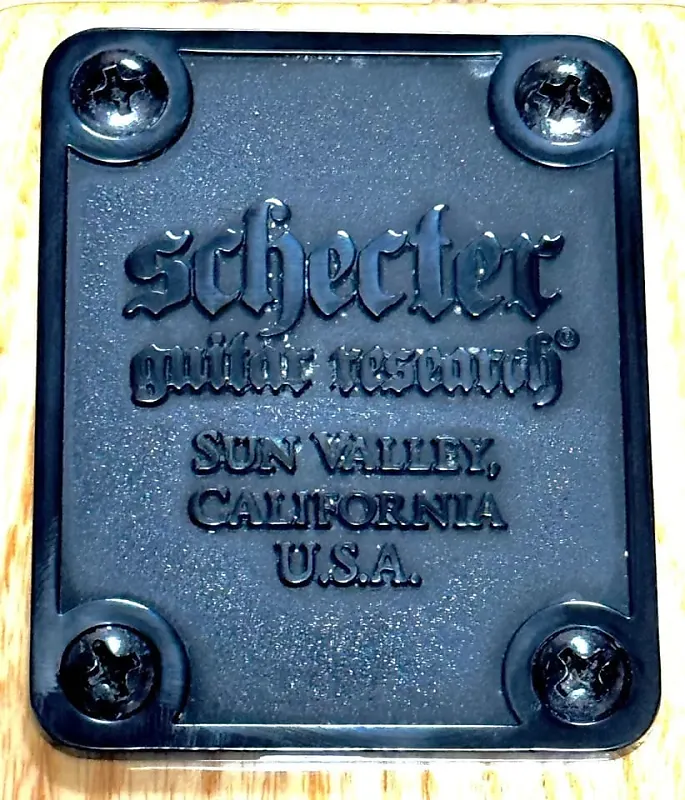 schecter
guitar research®
SUN VALLEY,
CALIFORNIA
U.S.A.